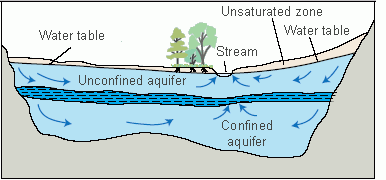 Unsaturated zone
Water table
Water table
Stream
Unconfined aquifer
Confined
aquifer